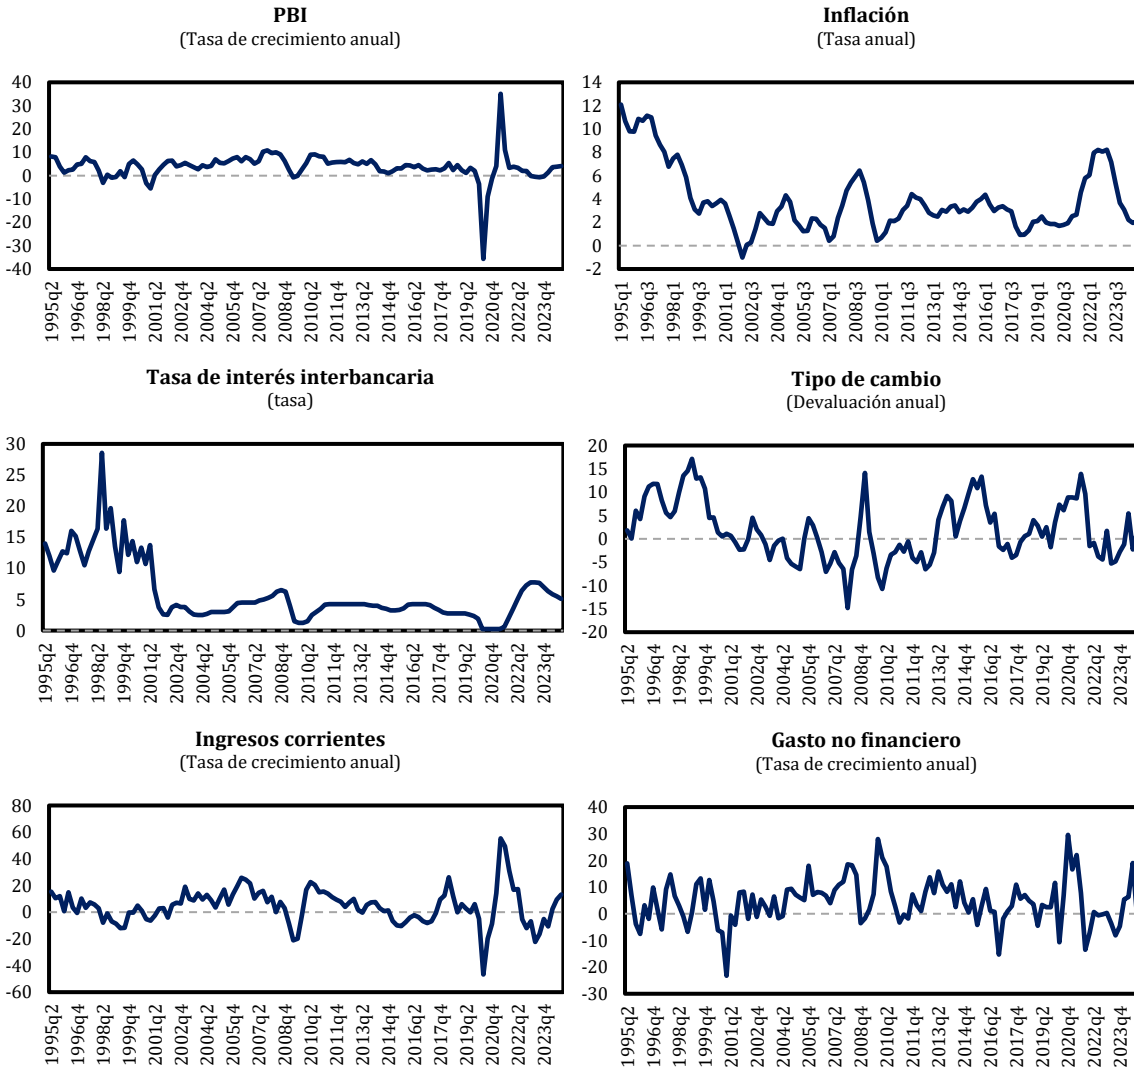 PBI
(Tasa de crecimiento anual)
40
30
20
10
0
-10
-20
-30
-40
1995q2
1996q4
1998q2
1999q4
2001q2
2002q4
2004q2
2005q4
2007q2
2008q4
2010q2
2011q4
2013q2
2014q4
2016q2
2017q4
2019q2
2020q4
2022q2
2023q4
Inflación
(Tasa anual)
14
12
10
8
6
4
2
0
-2
1995q1
1996q3
1998q1
1999q3
2001q1
2002q3
2004q1
2005q3
2007q1
2008q3
2010q1
2011q3
2013q1
2014q3
2016q1
2017q3
2019q1
2020q3
2022q1
2023q3
Tasa de interés interbancaria
(tasa)
30
25
20
15
10
5
0
1995q2
1996q4
1998q2
1999q4
2001q2
2002q4
2004q2
2005q4
2007q2
2008q4
2010q2
2011q4
2013q2
2014q4
2016q2
2017q4
2019q2
2020q4
2022q2
2023q4
Tipo de cambio
(Devaluación anual)
20
15
10
5
0
-5
-10
-15
-20
1995q2
1996q4
1998q2
1999q4
2001q2
2002q4
2004q2
2005q4
2007q2
2008q4
2010q2
2011q4
2013q2
2014q4
2016q2
2017q4
2019q2
2020q4
2022q2
2023q4
Ingresos corrientes
(Tasa de crecimiento anual)
80
60
40
20
0
-20
-40
-60
1995q2
1996q4
1998q2
1999q4
2001q2
2002q4
2004q2
2005q4
2007q2
2008q4
2010q2
2011q4
2013q2
2014q4
2016q2
2017q4
2019q2
2020q4
2022q2
2023q4
Gasto no financiero
(Tasa de crecimiento anual)
40
30
20
10
0
-10
-20
-30
1995q2
1996q4
1998q2
1999q4
2001q2
2002q4
2004q2
2005q4
2007q2
2008q4
2010q2
2011q4
2013q2
2014q4
2016q2
2017q4
2019q2
2020q4
2022q2
2023q4